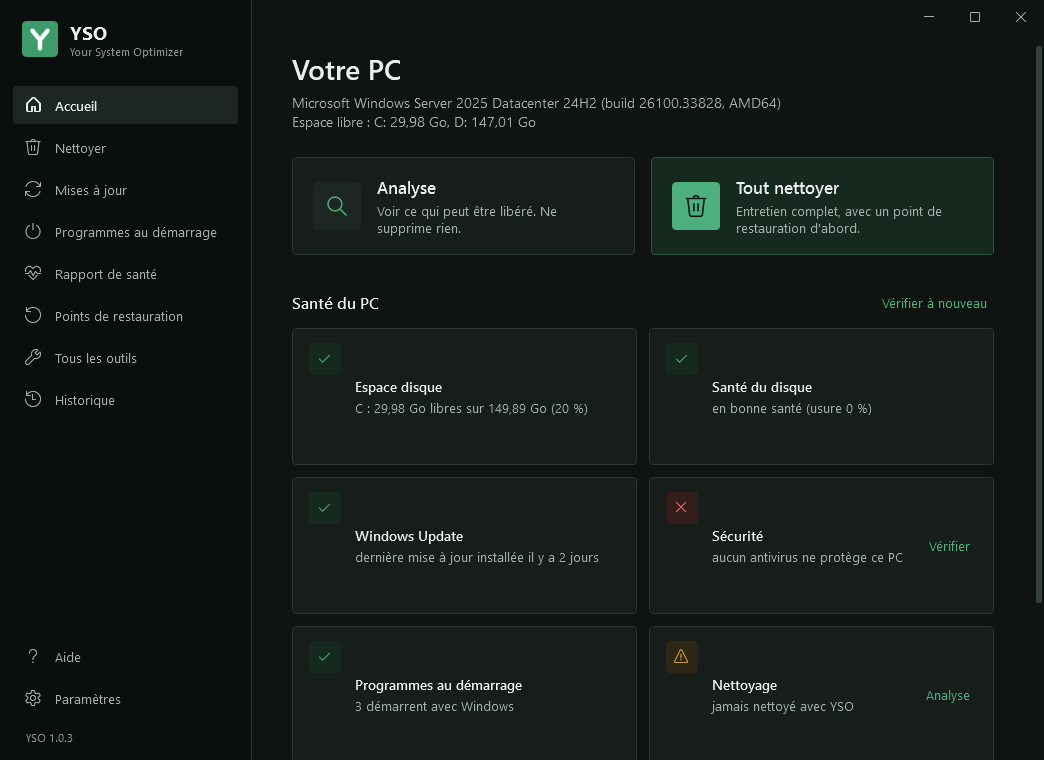 YSO
Your System Optimizer
Accueil
Nettoyer
Mises à jour
Programmes au démarrage
Rapport de santé
Points de restauration
Tous les outils
Historique
Aide
Paramètres
YSO 1.0.3
Votre PC
Microsoft Windows Server 2025 Datacenter 24H2 (build 26100.33828, AMD64)
Espace libre : C: 29,98 Go, D: 147,01 Go
Analyse
Voir ce qui peut être libéré. Ne
supprime rien.
Tout nettoyer
Entretien complet, avec un point de
restauration d'abord.
Santé du PC
Vérifier à nouveau
Espace disque
C : 29,98 Go libres sur 149,89 Go (20 %)
Santé du disque
en bonne santé (usure 0 %)
Windows Update
dernière mise à jour installée il y a 2 jours
Sécurité
aucun antivirus ne protège ce PC
Vérifier
Programmes au démarrage
3 démarrent avec Windows
Nettoyage
jamais nettoyé avec YSO
Analyse